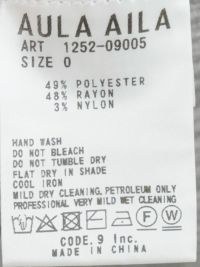 AULA AILA
ART 1252-09005
SIZE 0
49% POLYESTER
48% RAYON
3% NYLON
HAND WASH
DO NOT BLEACH
DO NOT TUMBLE DRY
FLAT DRY IN SHADE
COOL IRON
MILD DRY CLEANING, PETROLEUM ONLY
PROFESSIONAL VERY MILD WET CLEANING
F W
CODE.9 Inc.
MADE IN CHINA